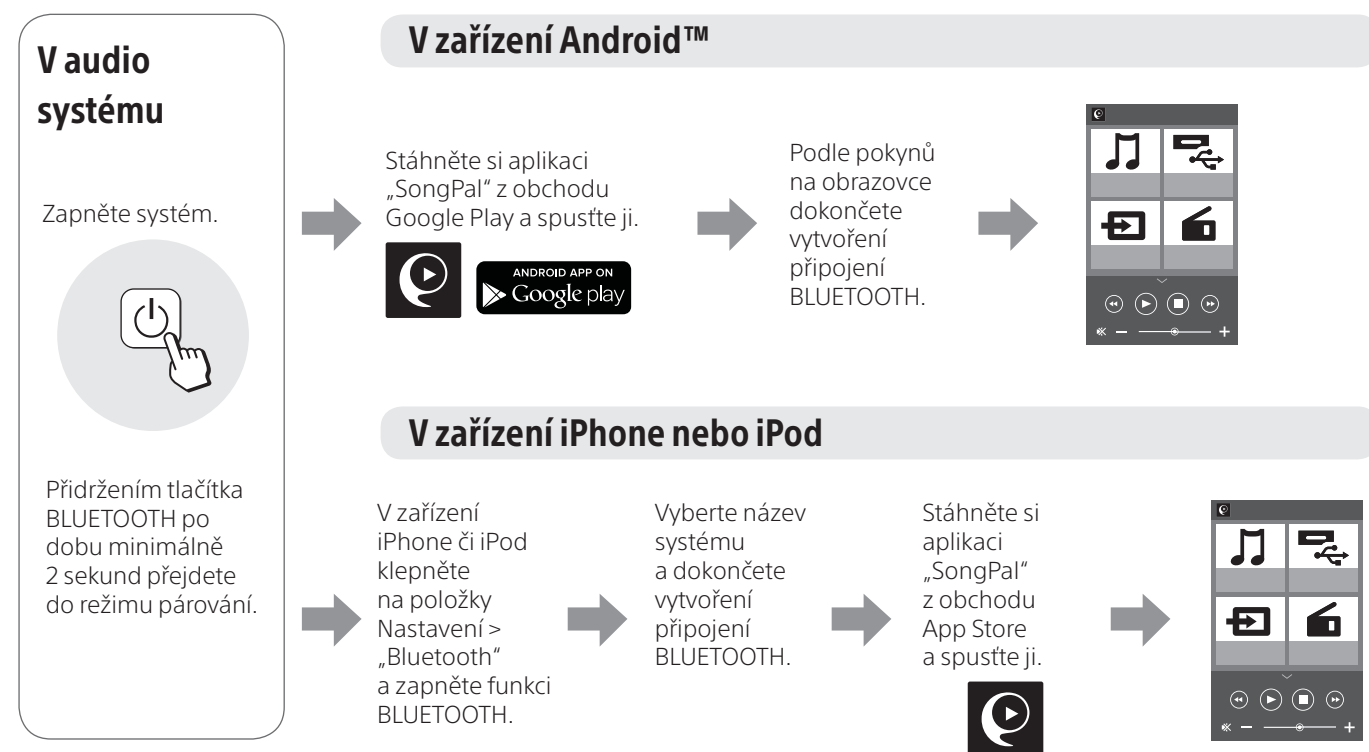 V audio
systému
Zapněte systém.
Přidržením tlačítka
BLUETOOTH po
dobu minimálně
2 sekund přejdete
do režimu párování.
V zařízení Android™
Stáhněte si aplikaci
„SongPal“ z obchodu
Google Play a spusťte ji.
ANDROID APP ON
Google play
Podle pokynů
na obrazovce
dokončete
vytvoření
připojení
BLUETOOTH.
V zařízení iPhone nebo iPod
V zařízení
iPhone či iPod
klepněte
na položky
Nastavení >
„Bluetooth“
a zapněte funkci
BLUETOOTH.
Vyberte název
systému
a dokončete
vytvoření
připojení
BLUETOOTH.
Stáhněte si
aplikaci
„SongPal“
z obchodu
App Store
a spusťte ji.